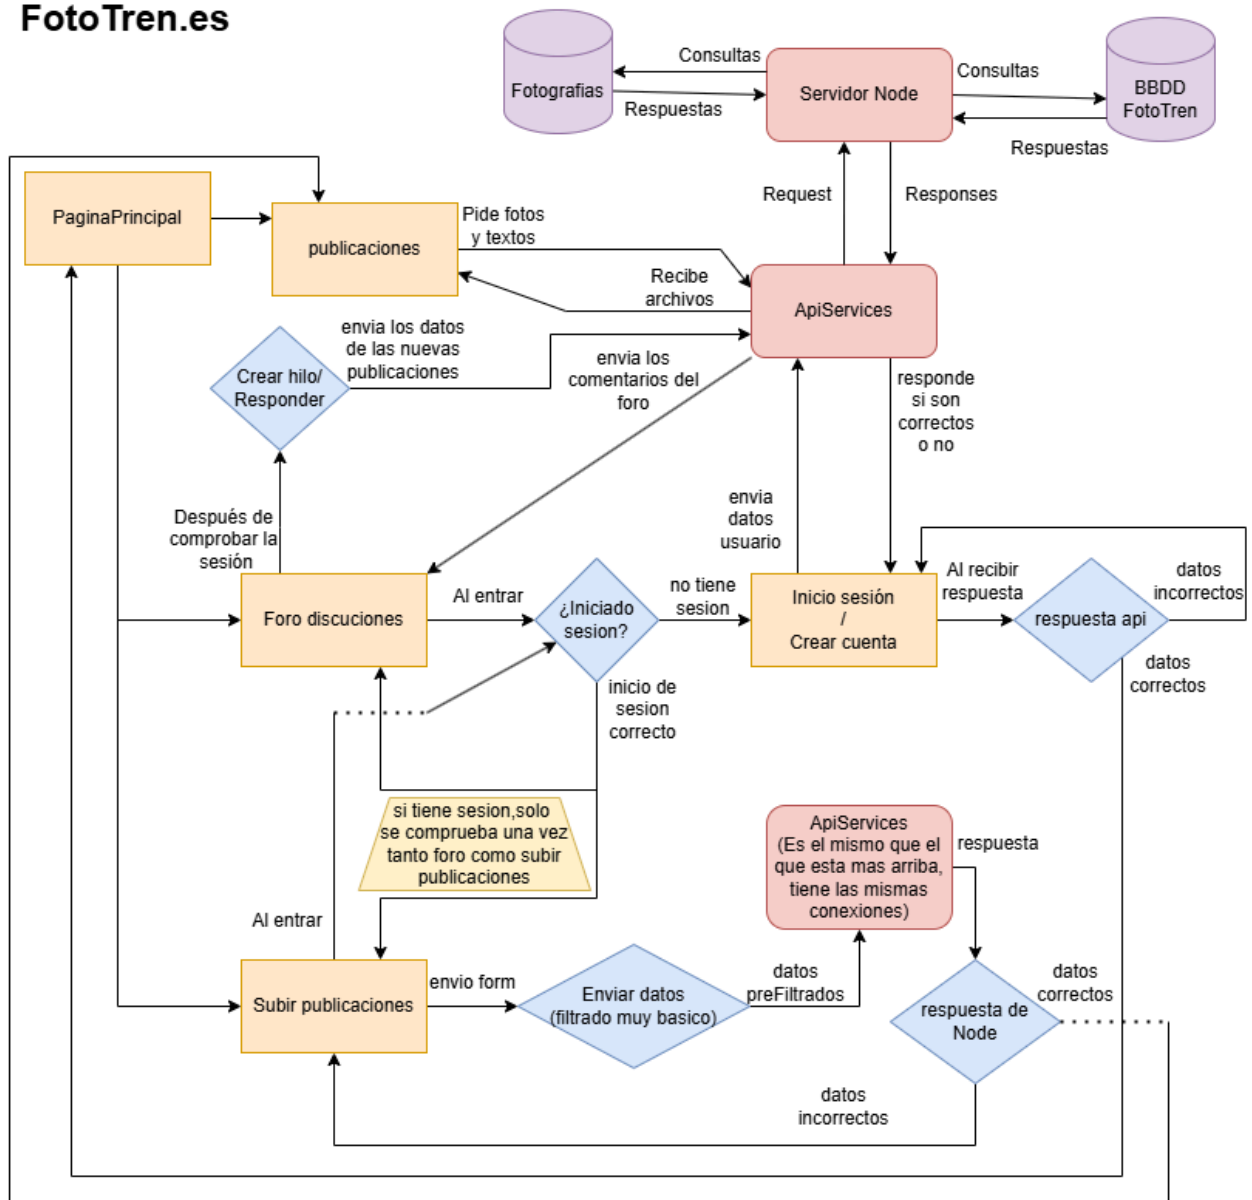 FotoTren.es
Fotografias
Consultas
Respuestas
Servidor Node
Consultas
Respuestas
BBDD
FotoTren
Request
Responses
PaginaPrincipal
publicaciones
Pide fotos
y textos
Recibe
archivos
ApiServices
envia los datos
de las nuevas
publicaciones
Crear hilo/
Responder
envia los
comentarios del
foro
responde
si son
correctos
o no
Después de
comprobar la
sesión
envia
datos
usuario
Foro discuciones
Al entrar
¿Iniciado
sesion?
no tiene
sesion
Inicio sesión
/
Crear cuenta
Al recibir
respuesta
respuesta api
datos
incorrectos
datos
correctos
inicio de
sesion
correcto
si tiene sesion,solo
se comprueba una vez
tanto foro como subir
publicaciones
ApiServices
(Es el mismo que el
que esta mas arriba,
tiene las mismas
conexiones)
respuesta
Al entrar
Subir publicaciones
envio form
Enviar datos
(filtrado muy basico)
datos
preFiltrados
respuesta de
Node
datos
correctos
datos
incorrectos